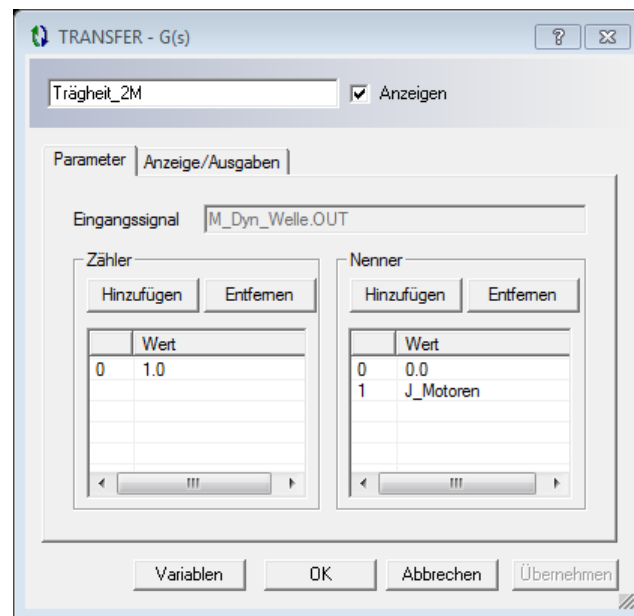 TRANSFER - G(s)
Trägheit_2M
Anzeigen
Parameter
Anzeige/Ausgaben
Eingangssignal M_Dyn_Welle.OUT
Zähler
Hinzufügen Entfernen
Wert
0 1.0
Nenner
Hinzufügen Entfernen
Wert
0 0.0
1 J_Motoren
Variablen OK Abbrechen Übernehmen